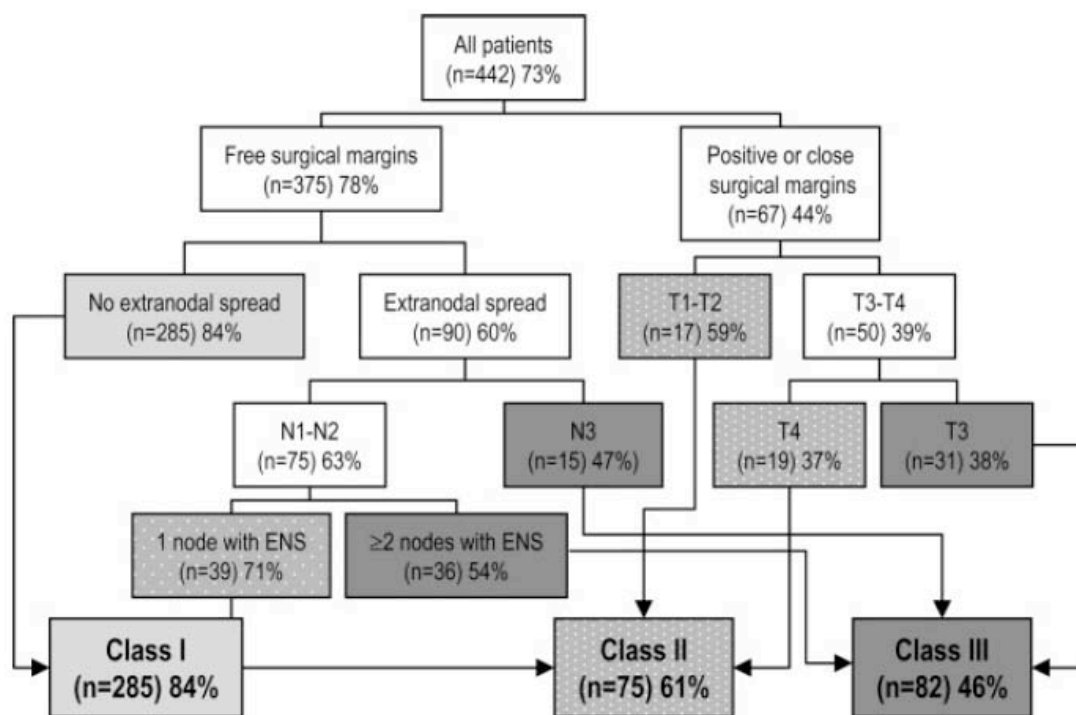 All patients
(n=442) 73%
Free surgical margins
(n=375) 78%
Positive or close
surgical margins
(n=67) 44%
No extranodal spread
(n=285) 84%
Extranodal spread
(n=90) 60%
T1-T2
(n=17) 59%
T3-T4
(n=50) 39%
N1-N2
(n=75) 63%
N3
(n=15) 47%)
T4
(n=19) 37%
T3
(n=31) 38%
1 node with ENS
(n=39) 71%
≥2 nodes with ENS
(n=36) 54%
Class I
(n=285) 84%
Class II
(n=75) 61%
Class III
(n=82) 46%